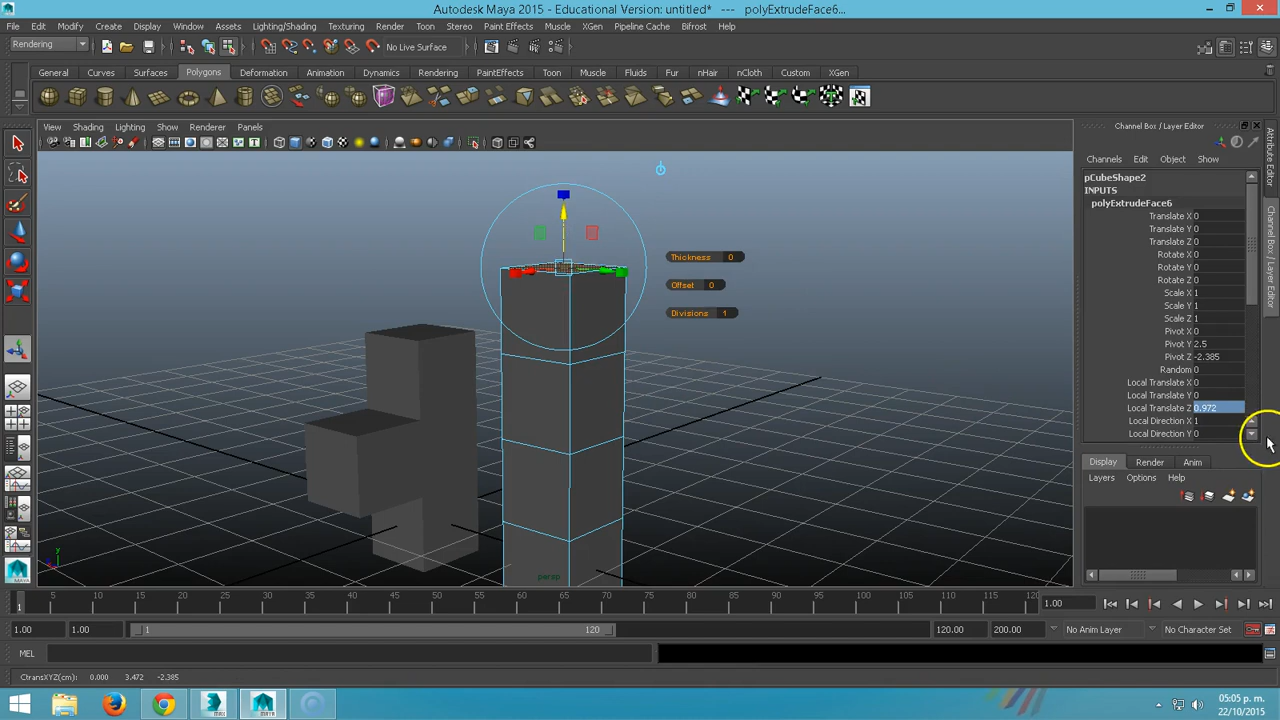 Autodesk Maya 2015 - Educational Version: untitled*   ---   polyExtrudeFace6...
File Edit Modify Create Display Window Assets Lighting/Shading Texturing Render Toon Stereo Paint Effects Muscle XGen Pipeline Cache Bifrost Help
Rendering
No Live Surface
General Curves Surfaces Polygons Deformation Animation Dynamics Rendering PaintEffects Toon Muscle Fluids Fur nHair nCloth Custom XGen
View Shading Lighting Show Renderer Panels
Channel Box / Layer Editor
Channels Edit Object Show
pCubeShape2
INPUTS
polyExtrudeFace6
Translate X 0
Translate Y 0
Translate Z 0
Rotate X 0
Rotate Y 0
Rotate Z 0
Scale X 1
Scale Y 1
Scale Z 1
Pivot X 0
Pivot Y 2.5
Pivot Z -2.385
Random 0
Local Translate X 0
Local Translate Y 0
Local Translate Z 0.972
Local Direction X 1
Local Direction Y 0
Attribute Editor
Channel Box / Layer Editor
Thickness 0
Offset 0
Divisions 1
Display Render Anim
Layers Options Help
y
persp
1 5 10 15 20 25 30 35 40 45 50 55 60 65 70 75 80 85 90 95 100 105 110 115 120
1.00
1.00 1.00 1 120 120.00 200.00 No Anim Layer No Character Set
MEL
CtransXYZ(cm): 0.000 3.472 -2.385
MAYA
05:05 p. m.
22/10/2015